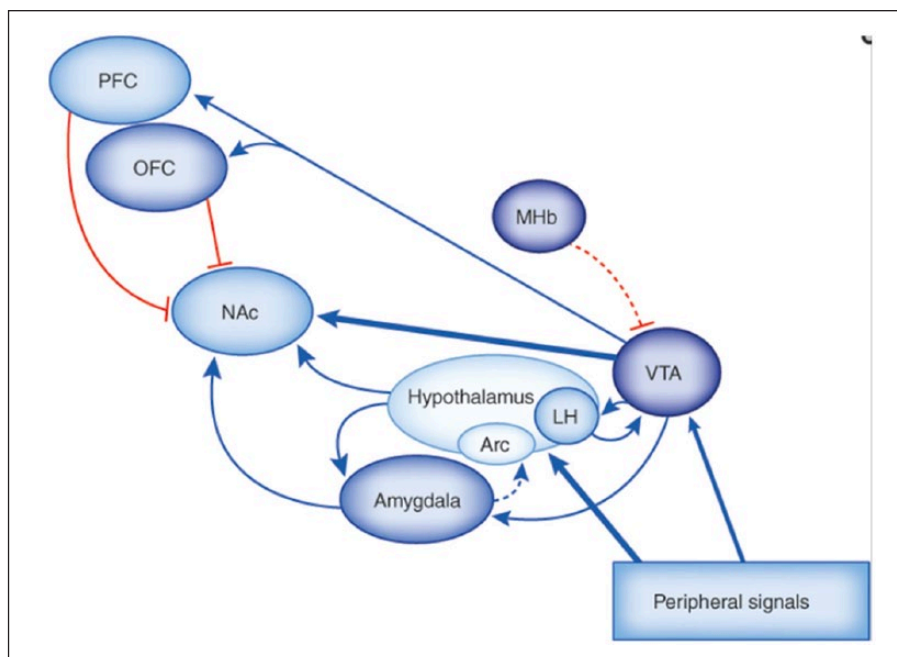 PFC
OFC
MHb
NAc
VTA
Hypothalamus
LH
Arc
Amygdala
Peripheral signals